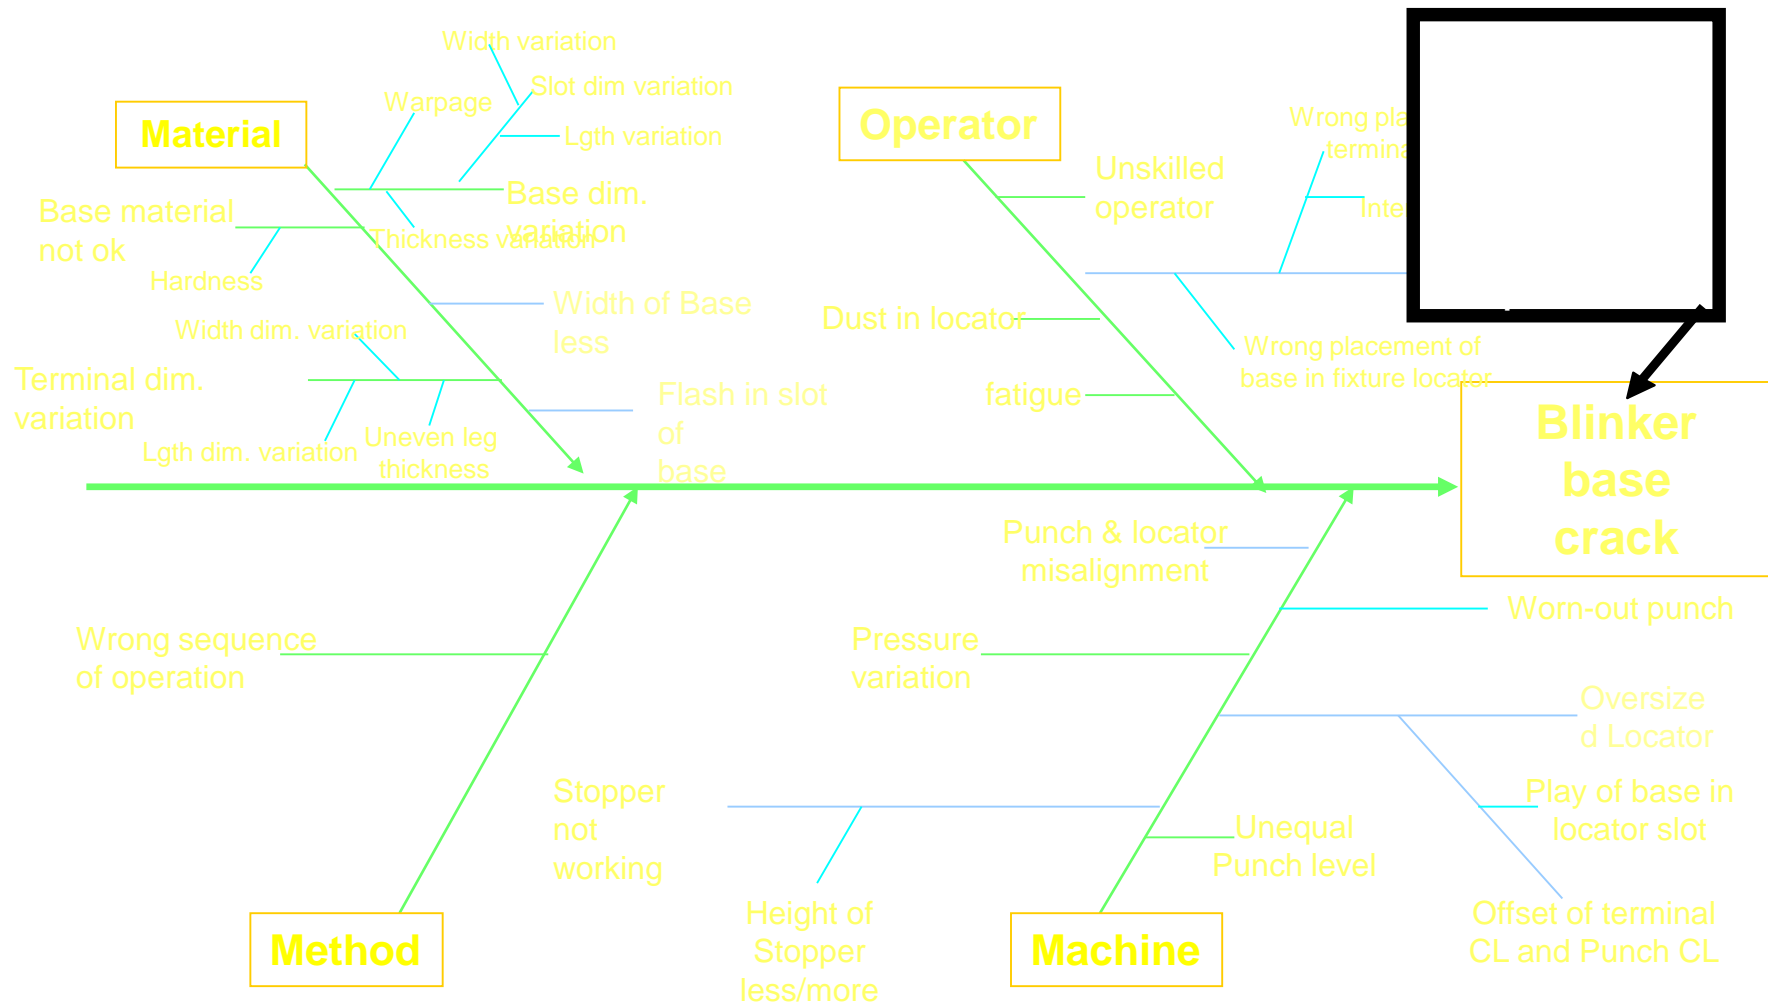 Width variation
Slot dim variation
Warpage
Lgth variation
Material
Base dim.
variation
Thickness variation
Base material
not ok
Hardness
Width of Base
less
Width dim. variation
Terminal dim.
variation
Lgth dim. variation
Uneven leg
thickness
Flash in slot
of
base
Operator
Unskilled
operator
Wrong
Dust in locator
Wrong placement of
base in fixture locator
fatigue
Blinker
base
crack
Punch & locator
misalignment
Worn-out punch
Wrong sequence
of operation
Pressure
variation
Oversize
d Locator
Stopper
not
working
Play of base in
locator slot
Unequal
Punch level
Height of
Stopper
less/more
Offset of terminal
CL and Punch CL
Method
Machine